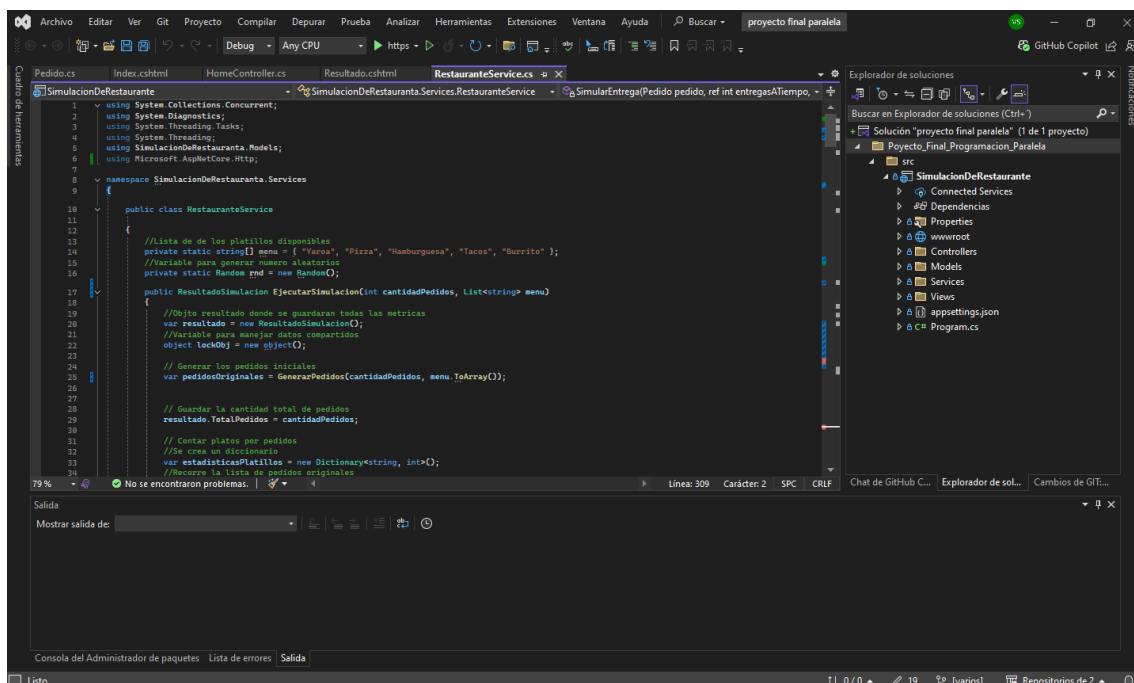 Archivo Editar Ver Git Proyecto Compilar Depurar Prueba Analizar Herramientas Extensiones Ventana Ayuda Buscar proyecto final paralela VS
Debug Any CPU https GitHub Copilot
Cuadro de herramientas
Notificaciones
Pedido.cs Index.cshtml HomeController.cs Resultado.cshtml RestauranteService.cs
SimulacionDeRestaurante SimulacionDeRestauranta.Services.RestauranteService SimularEntrega(Pedido pedido, ref int entregasATiempo,
1 using System.Collections.Concurrent;
2 using System.Diagnostics;
3 using System.Threading.Tasks;
4 using System.Threading;
5 using SimulacionDeRestauranta.Models;
6 using Microsoft.AspNetCore.Http;
7
8 namespace SimulacionDeRestauranta.Services
9 {
10 public class RestauranteService
11
12 {
13 //Lista de de los platillos disponibles
14 private static string[] menu = { "Yaroa", "Pizza", "Hamburguesa", "Tacos", "Burrito" };
15 //Variable para generar numero aleatorios
16 private static Random rnd = new Random();
17 public ResultadoSimulacion EjecutarSimulacion(int cantidadPedidos, List<string> menu)
18 {
19 //Objto resultado donde se guardaran todas las metricas
20 var resultado = new ResultadoSimulacion();
21 //Variable para manejar datos compartidos
22 object lockObj = new object();
23
24 // Generar los pedidos iniciales
25 var pedidosOriginales = GenerarPedidos(cantidadPedidos, menu.ToArray());
26
27
28 // Guardar la cantidad total de pedidos
29 resultado.TotalPedidos = cantidadPedidos;
30
31 // Contar platos por pedidos
32 //Se crea un diccionario
33 var estadisticasPlatillos = new Dictionary<string, int>();
34 //Recorre la lista de pedidos originales
79 % No se encontraron problemas. Línea: 309 Carácter: 2 SPC CRLF
Explorador de soluciones
Buscar en Explorador de soluciones (Ctrl+´)
Solución "proyecto final paralela" (1 de 1 proyecto)
Poyecto_Final_Programacion_Paralela
src
SimulacionDeRestaurante
Connected Services
Dependencias
Properties
wwwroot
Controllers
Models
Services
Views
appsettings.json
C# Program.cs
Chat de GitHub C... Explorador de sol... Cambios de GIT:...
Salida
Mostrar salida de:
Consola del Administrador de paquetes Lista de errores Salida
Listo 0 / 0 19 [varios] Repositorios de 2